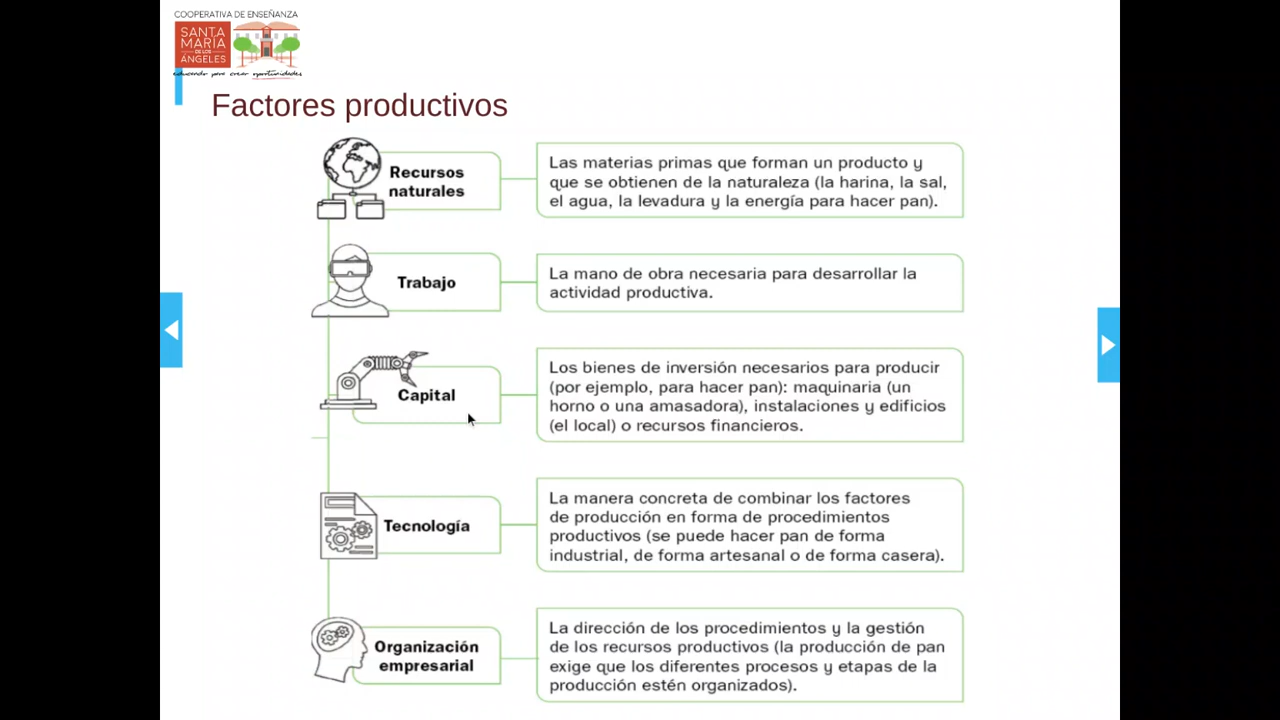 COOPERATIVA DE ENSEÑANZA
SANTA
MARÍA
DE LOS
ÁNGELES
educando para crear oportunidades
Factores productivos
Recursos
naturales
Las materias primas que forman un producto y
que se obtienen de la naturaleza (la harina, la sal,
el agua, la levadura y la energía para hacer pan).
Trabajo
La mano de obra necesaria para desarrollar la
actividad productiva.
Capital
Los bienes de inversión necesarios para producir
(por ejemplo, para hacer pan): maquinaria (un
horno o una amasadora), instalaciones y edificios
(el local) o recursos financieros.
Tecnología
La manera concreta de combinar los factores
de producción en forma de procedimientos
productivos (se puede hacer pan de forma
industrial, de forma artesanal o de forma casera).
Organización
empresarial
La dirección de los procedimientos y la gestión
de los recursos productivos (la producción de pan
exige que los diferentes procesos y etapas de la
producción estén organizados).